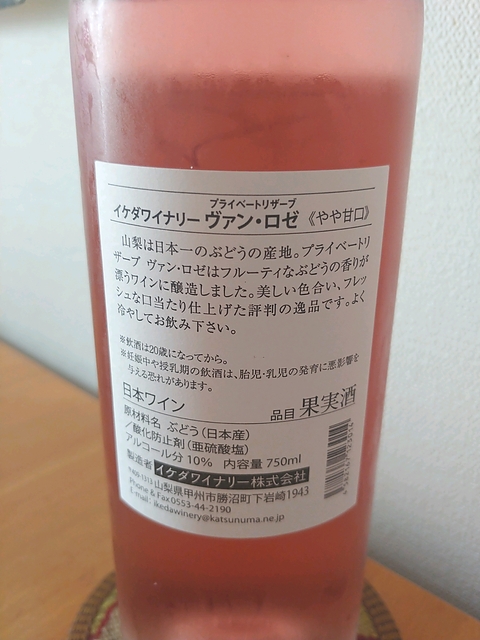 プライベートリザーブ
イケダワイナリー ヴァン・ロゼ 《やや甘口》
山梨は日本一のぶどうの産地。プライベートリ
ザーブ ヴァン・ロゼはフルーティなぶどうの香りが
漂うワインに醸造しました。美しい色合い、フレッ
シュな口当たり仕上げた評判の逸品です。よく
冷やしてお飲み下さい。
※飲酒は20歳になってから。
※妊娠中や授乳期の飲酒は、胎児・乳児の発育に悪影響を
与える恐れがあります。
日本ワイン
品目 果実酒
原材料名 ぶどう(日本産)
/酸化防止剤(亜硫酸塩)
アルコール分10% 内容量750ml
製造者 イケダワイナリー株式会社
〒409-1313 山梨県甲州市勝沼町下岩崎1943
Phone & Fax 0553-44-2190
E-mail : ikedawinery@katsunuma.ne.jp